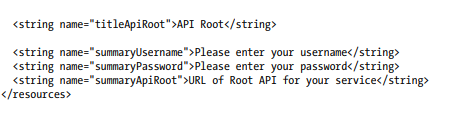 <string name="titleApiRoot">API Root</string>
<string name="summaryUsername">Please enter your username</string>
<string name="summaryPassword">Please enter your password</string>
<string name="summaryApiRoot">URL of Root API for your service</string>
</resources>